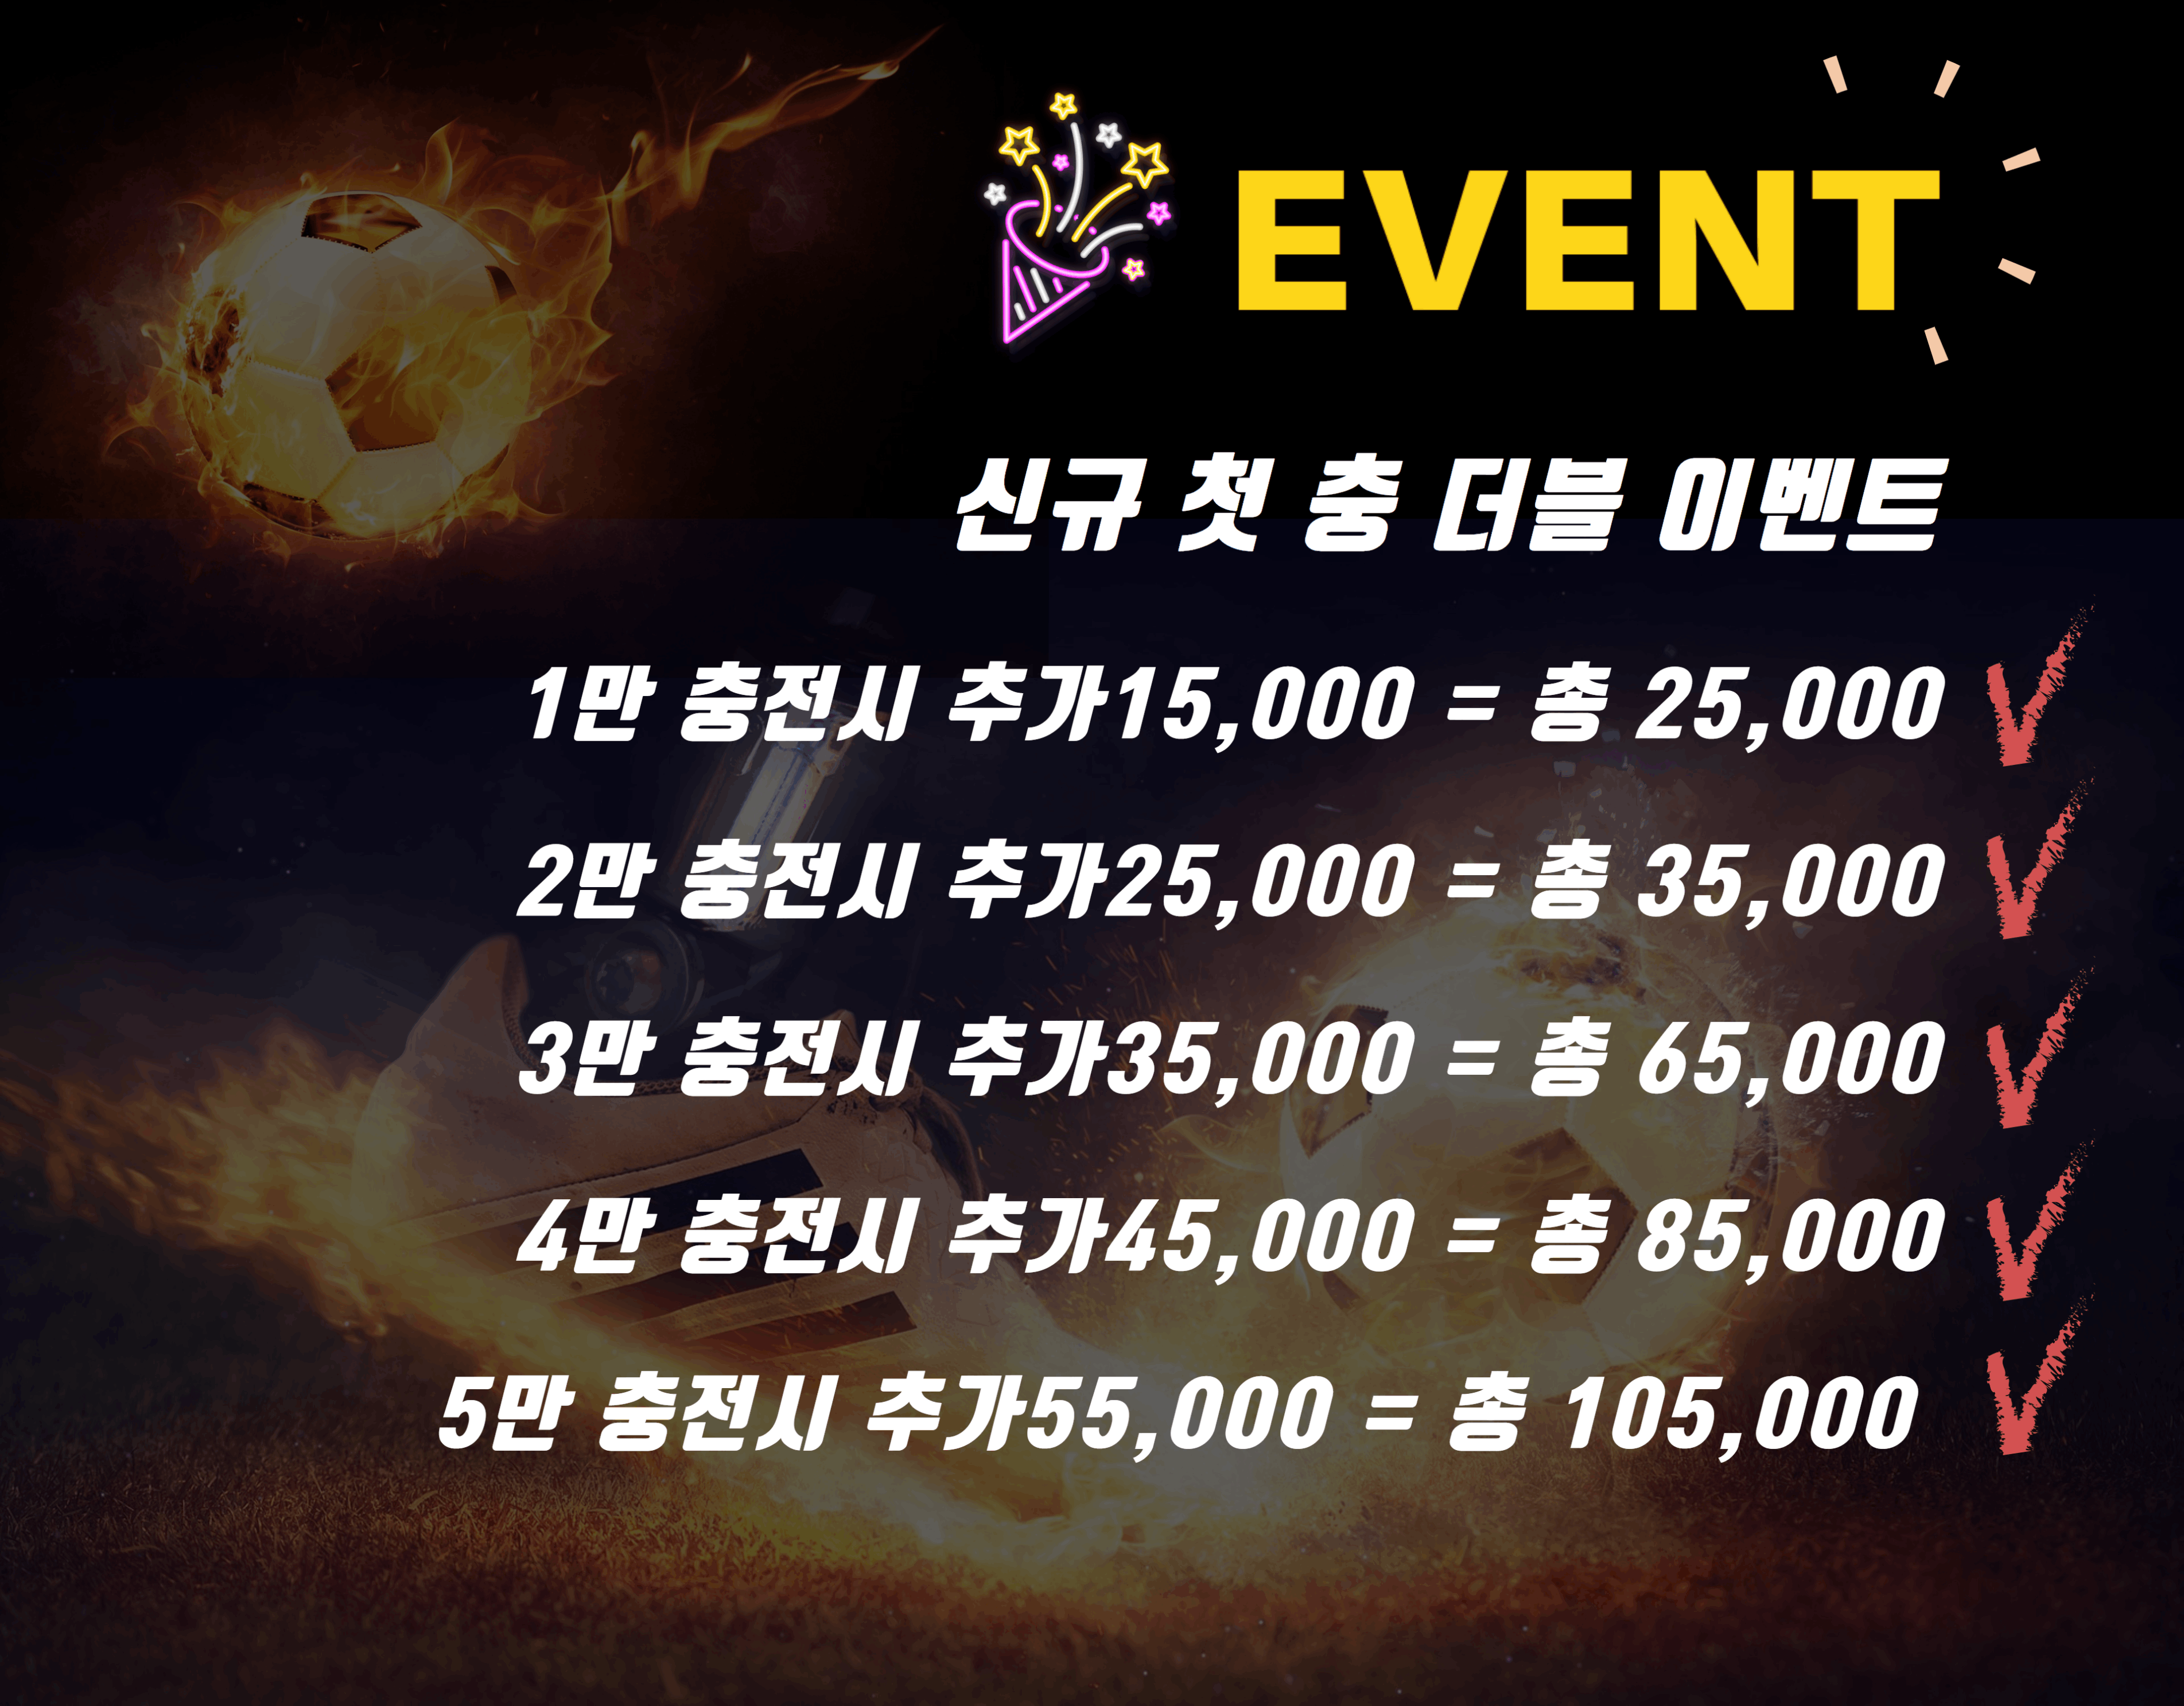 EVENT
신규 첫 충 더블 이벤트
1만 충전시 추가15,000 = 총 25,000
2만 충전시 추가25,000 = 총 35,000
3만 충전시 추가35,000 = 총 65,000
4만 충전시 추가45,000 = 총 85,000
5만 충전시 추가55,000 = 총 105,000